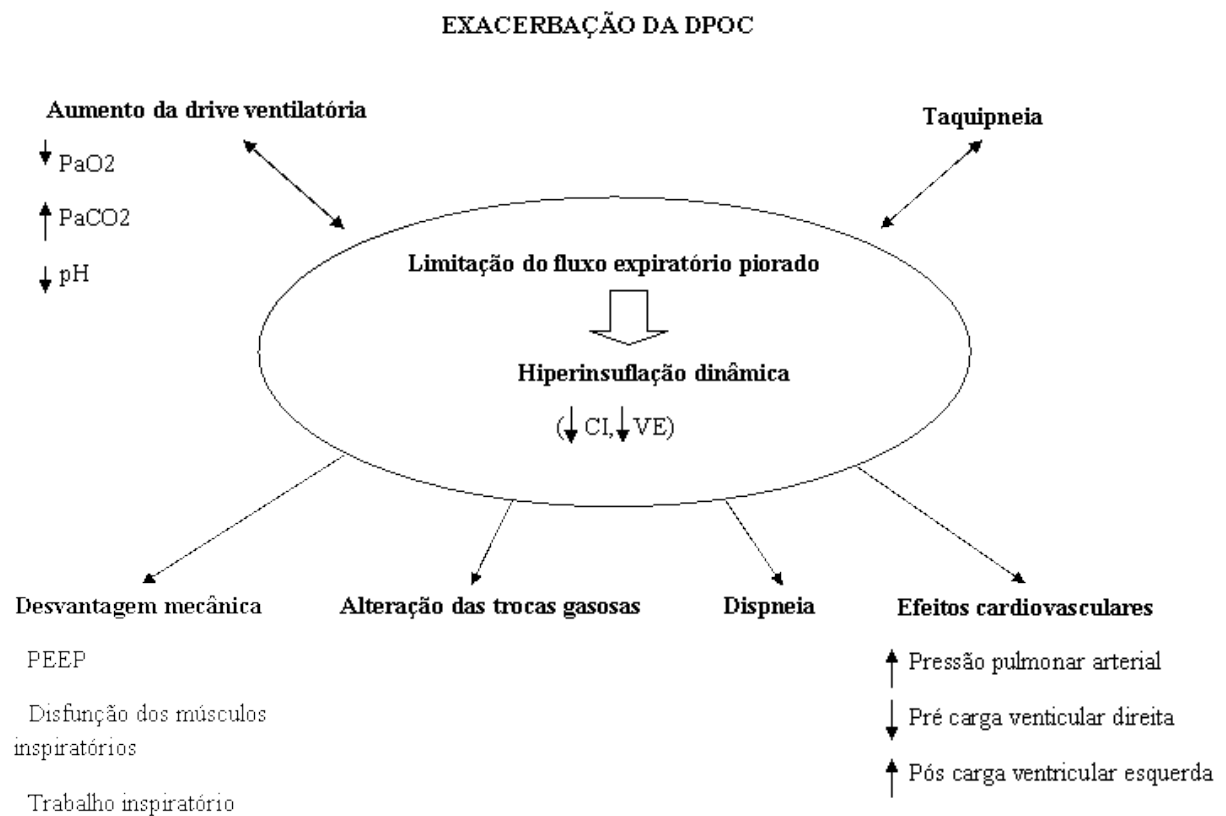 EXACERBAÇÃO DA DPOC
Aumento da drive ventilatória
Taquipneia
↓ PaO2
↑ PaCO2
↓ pH
Limitação do fluxo expiratório piorado
Hiperinsuflação dinâmica
(↓ CI,↓ VE)
Desvantagem mecânica
PEEP
Disfunção dos músculos
inspiratórios
Trabalho inspiratório
Alteração das trocas gasosas
Dispneia
Efeitos cardiovasculares
↑ Pressão pulmonar arterial
↓ Pré carga venticular direita
↑ Pós carga ventricular esquerda